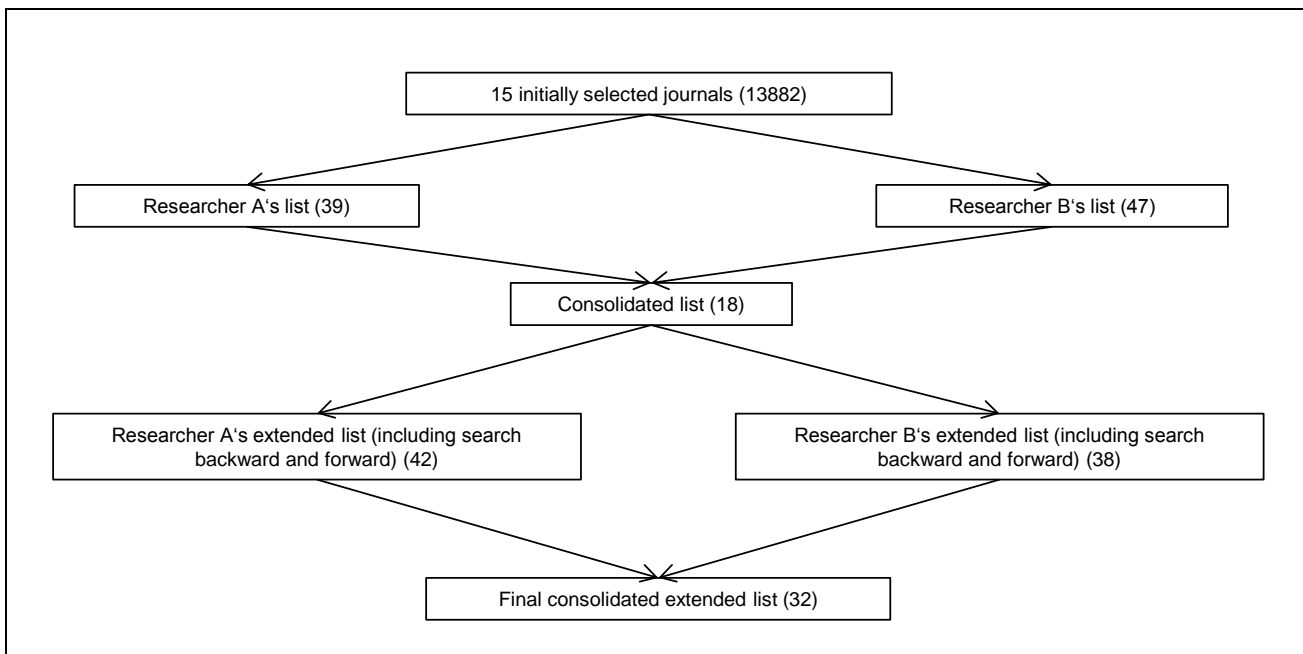 15 initially selected journals (13882)
Researcher A‘s list (39)
Researcher B‘s list (47)
Consolidated list (18)
Researcher A‘s extended list (including search
backward and forward) (42)
Researcher B‘s extended list (including search
backward and forward) (38)
Final consolidated extended list (32)